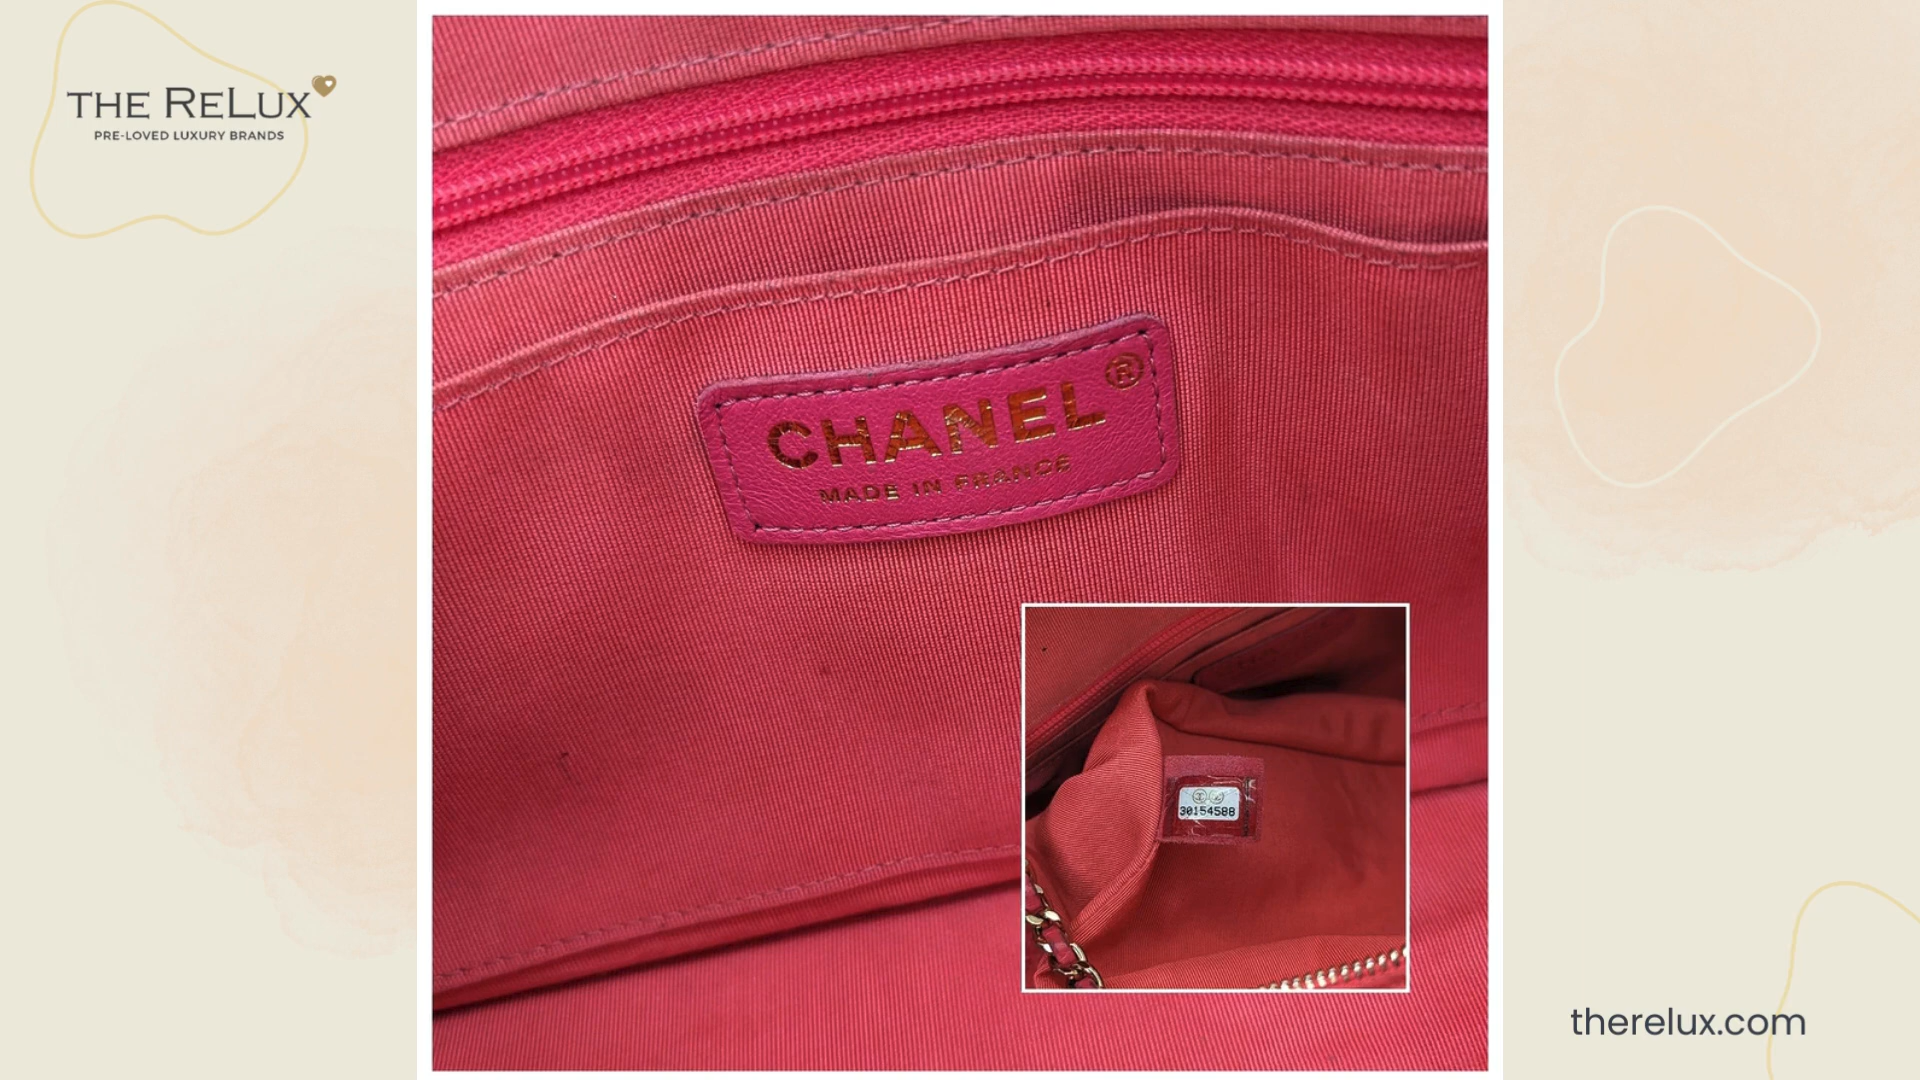 THE RELUX
PRE-LOVED LUXURY BRANDS
CHANEL®
MADE IN FRANCE
30154588
therelux.com